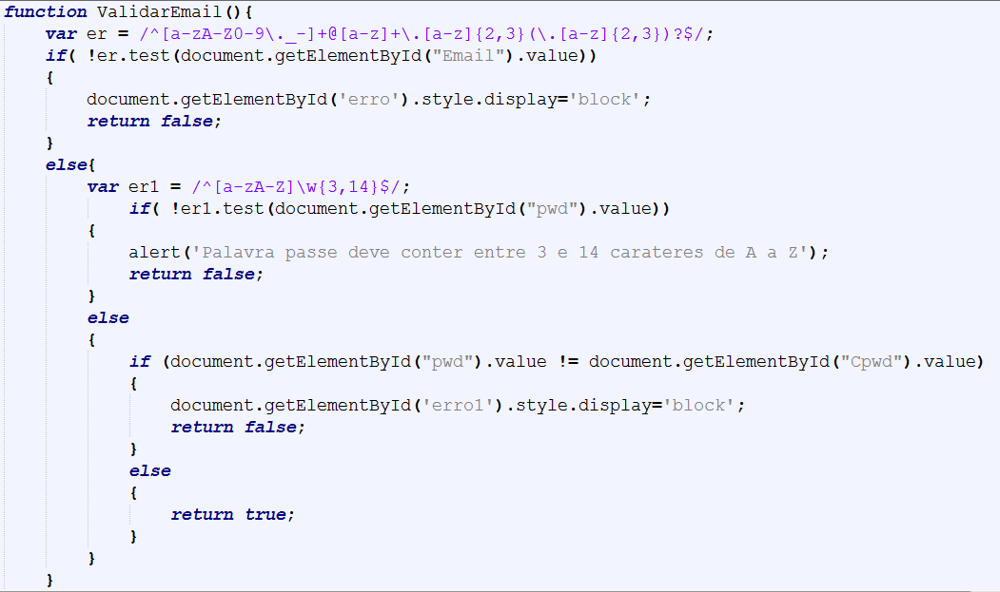 function ValidarEmail(){
var er = /^[a-zA-Z0-9\._-]+@[a-z]+\.[a-z]{2,3}(\.[a-z]{2,3})?$/;
if( !er.test(document.getElementById("Email").value))
{
document.getElementById('erro').style.display='block';
return false;
}
else{
var er1 = /^[a-zA-Z]\w{3,14}$/;
if( !er1.test(document.getElementById("pwd").value))
{
alert('Palavra passe deve conter entre 3 e 14 carateres de A a Z');
return false;
}
else
{
if (document.getElementById("pwd").value != document.getElementById("Cpwd").value)
{
document.getElementById('erro1').style.display='block';
return false;
}
else
{
return true;
}
}
}